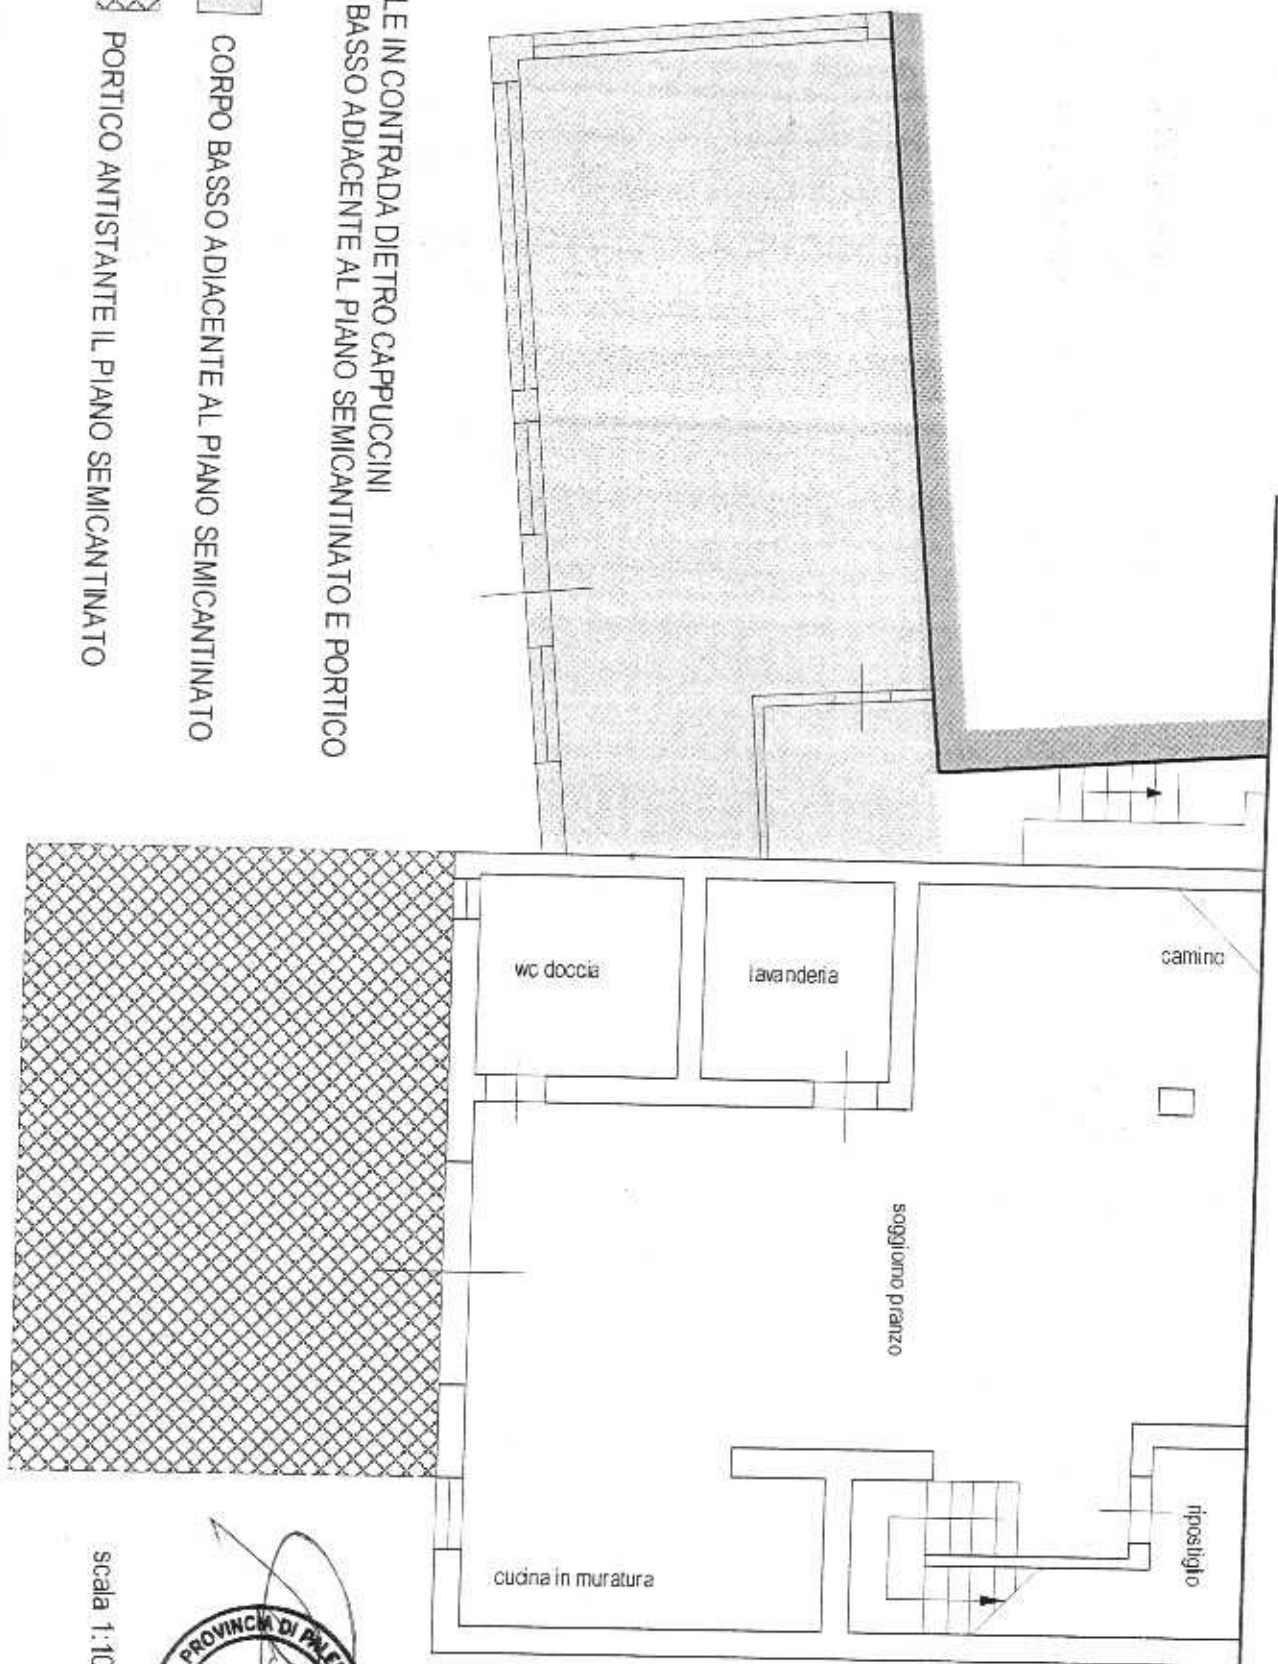 LE IN CONTRADA DIETRO CAPPUCCINI
BASSO ADIACENTE AL PIANO SEMICANTINATO E PORTICO
CORPO BASSO ADIACENTE AL PIANO SEMICANTINATO
PORTICO ANTISTANTE IL PIANO SEMICANTINATO
wc doccia
lavanderia
camino
soggiorno pranzo
ripostiglio
cucina in muratura
scala 1:10
PROVINCIA DI PALE